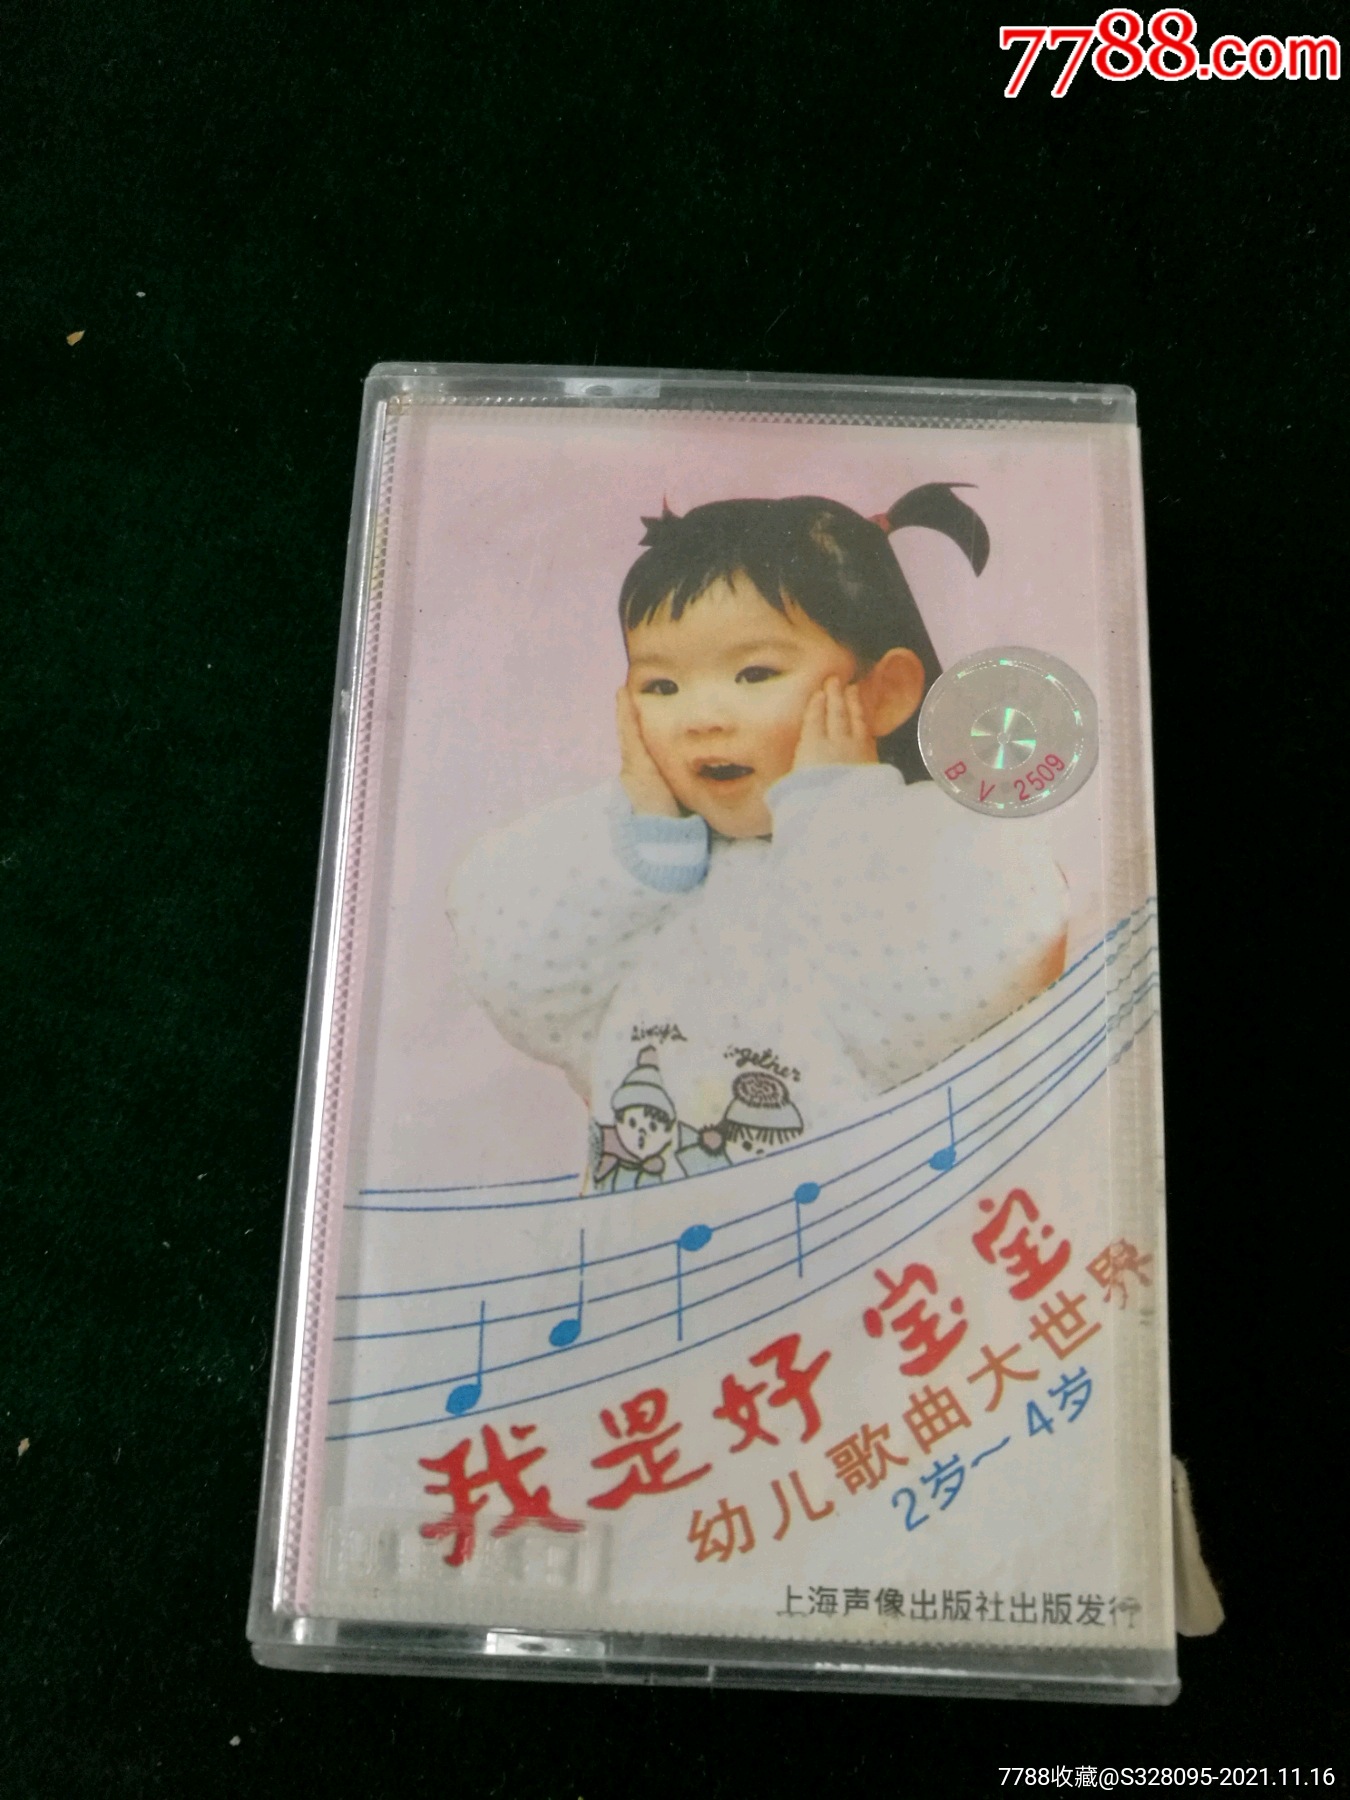 7788.com
BV2509
together
我是好宝宝
幼儿歌曲大世界
2岁～4岁
上海声像出版社出版发行
7788收藏@S328095-2021.11.16